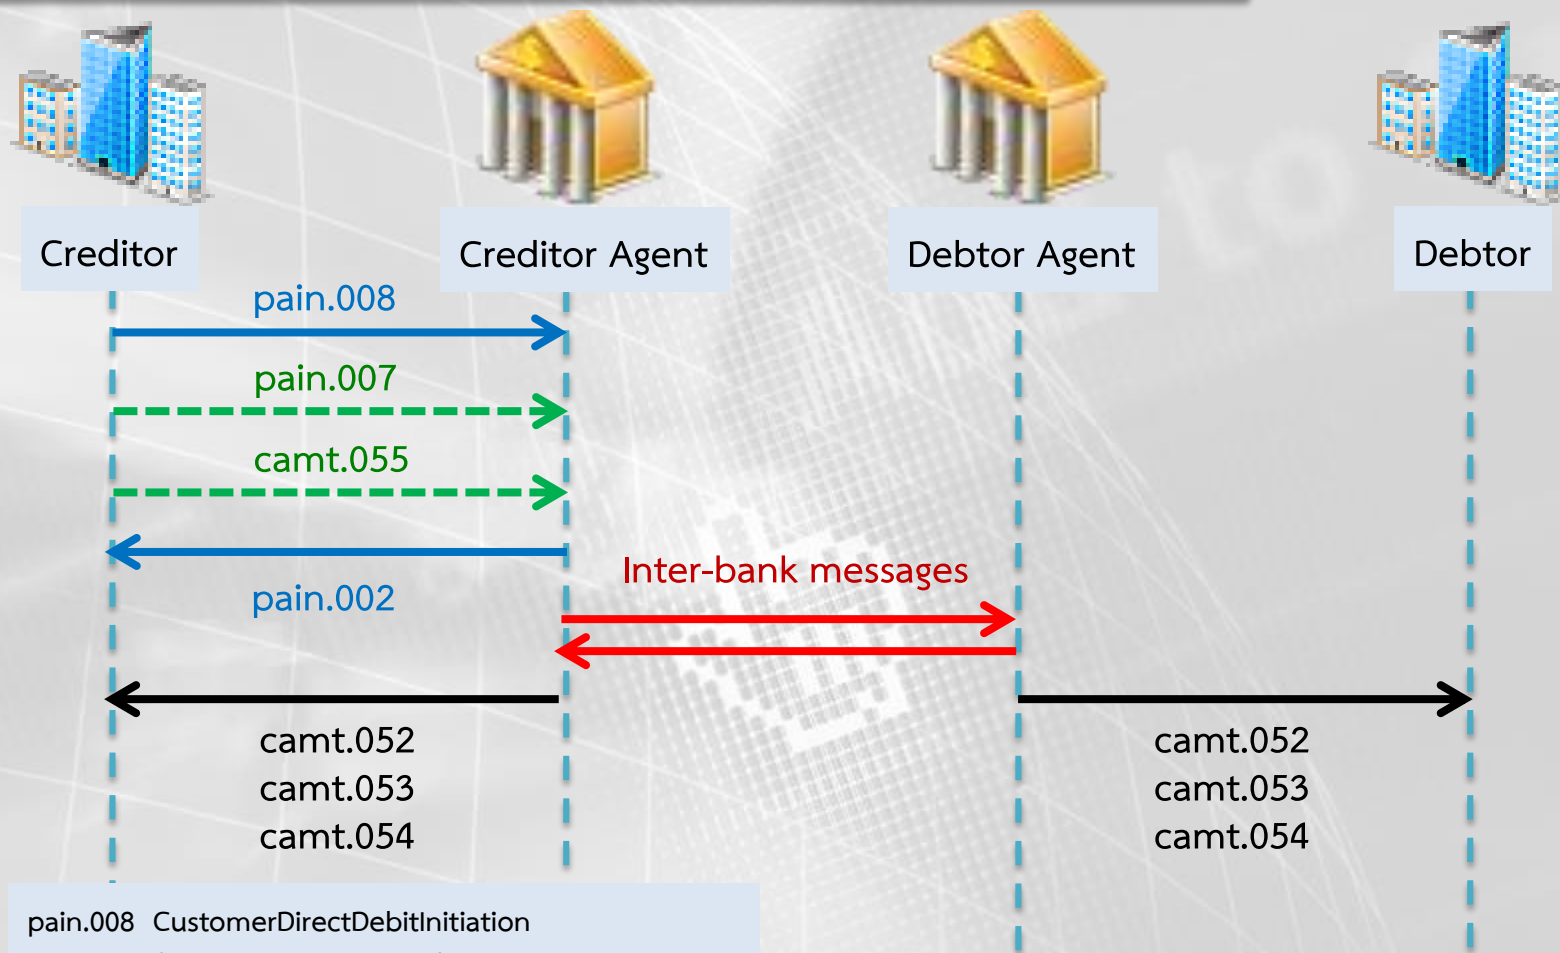 Creditor
Creditor Agent
Debtor Agent
Debtor
pain.008
pain.007
camt.055
Inter-bank messages
pain.002
camt.052
camt.053
camt.054
camt.052
camt.053
camt.054
pain.008 CustomerDirectDebitInitiation
to